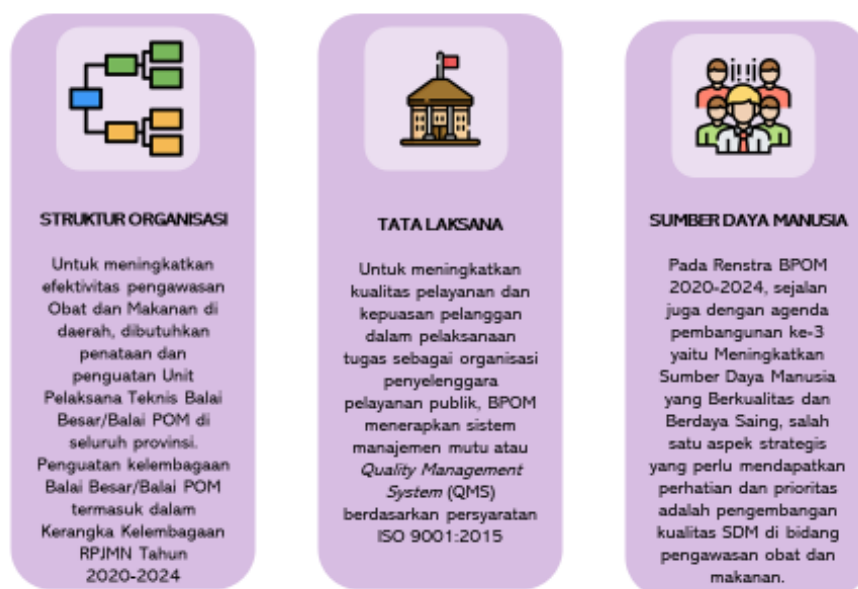 STRUKTUR ORGANISASI
Untuk meningkatkan
efektivitas pengawasan
Obat dan Makanan di
daerah, dibutuhkan
penataan dan
penguatan Unit
Pelaksana Teknis Balai
Besar/Balai POM di
seluruh provinsi.
Penguatan kelembagaan
Balai Besar/Balai POM
termasuk dalam
Kerangka Kelembagaan
RPJMN Tahun
2020-2024
TATA LAKSANA
Untuk meningkatkan
kualitas pelayanan dan
kepuasan pelanggan
dalam pelaksanaan
tugas sebagai organisasi
penyelenggara
pelayanan publik, BPOM
menerapkan sistem
manajemen mutu atau
Quality Management
System (QMS)
berdasarkan persyaratan
ISO 9001:2015
SUMBER DAYA MANUSIA
Pada Renstra BPOM
2020-2024, sejalan
juga dengan agenda
pembangunan ke-3
yaitu Meningkatkan
Sumber Daya Manusia
yang Berkualitas dan
Berdaya Saing, salah
satu aspek strategis
yang perlu mendapatkan
perhatian dan prioritas
adalah pengembangan
kualitas SDM di bidang
pengawasan obat dan
makanan.